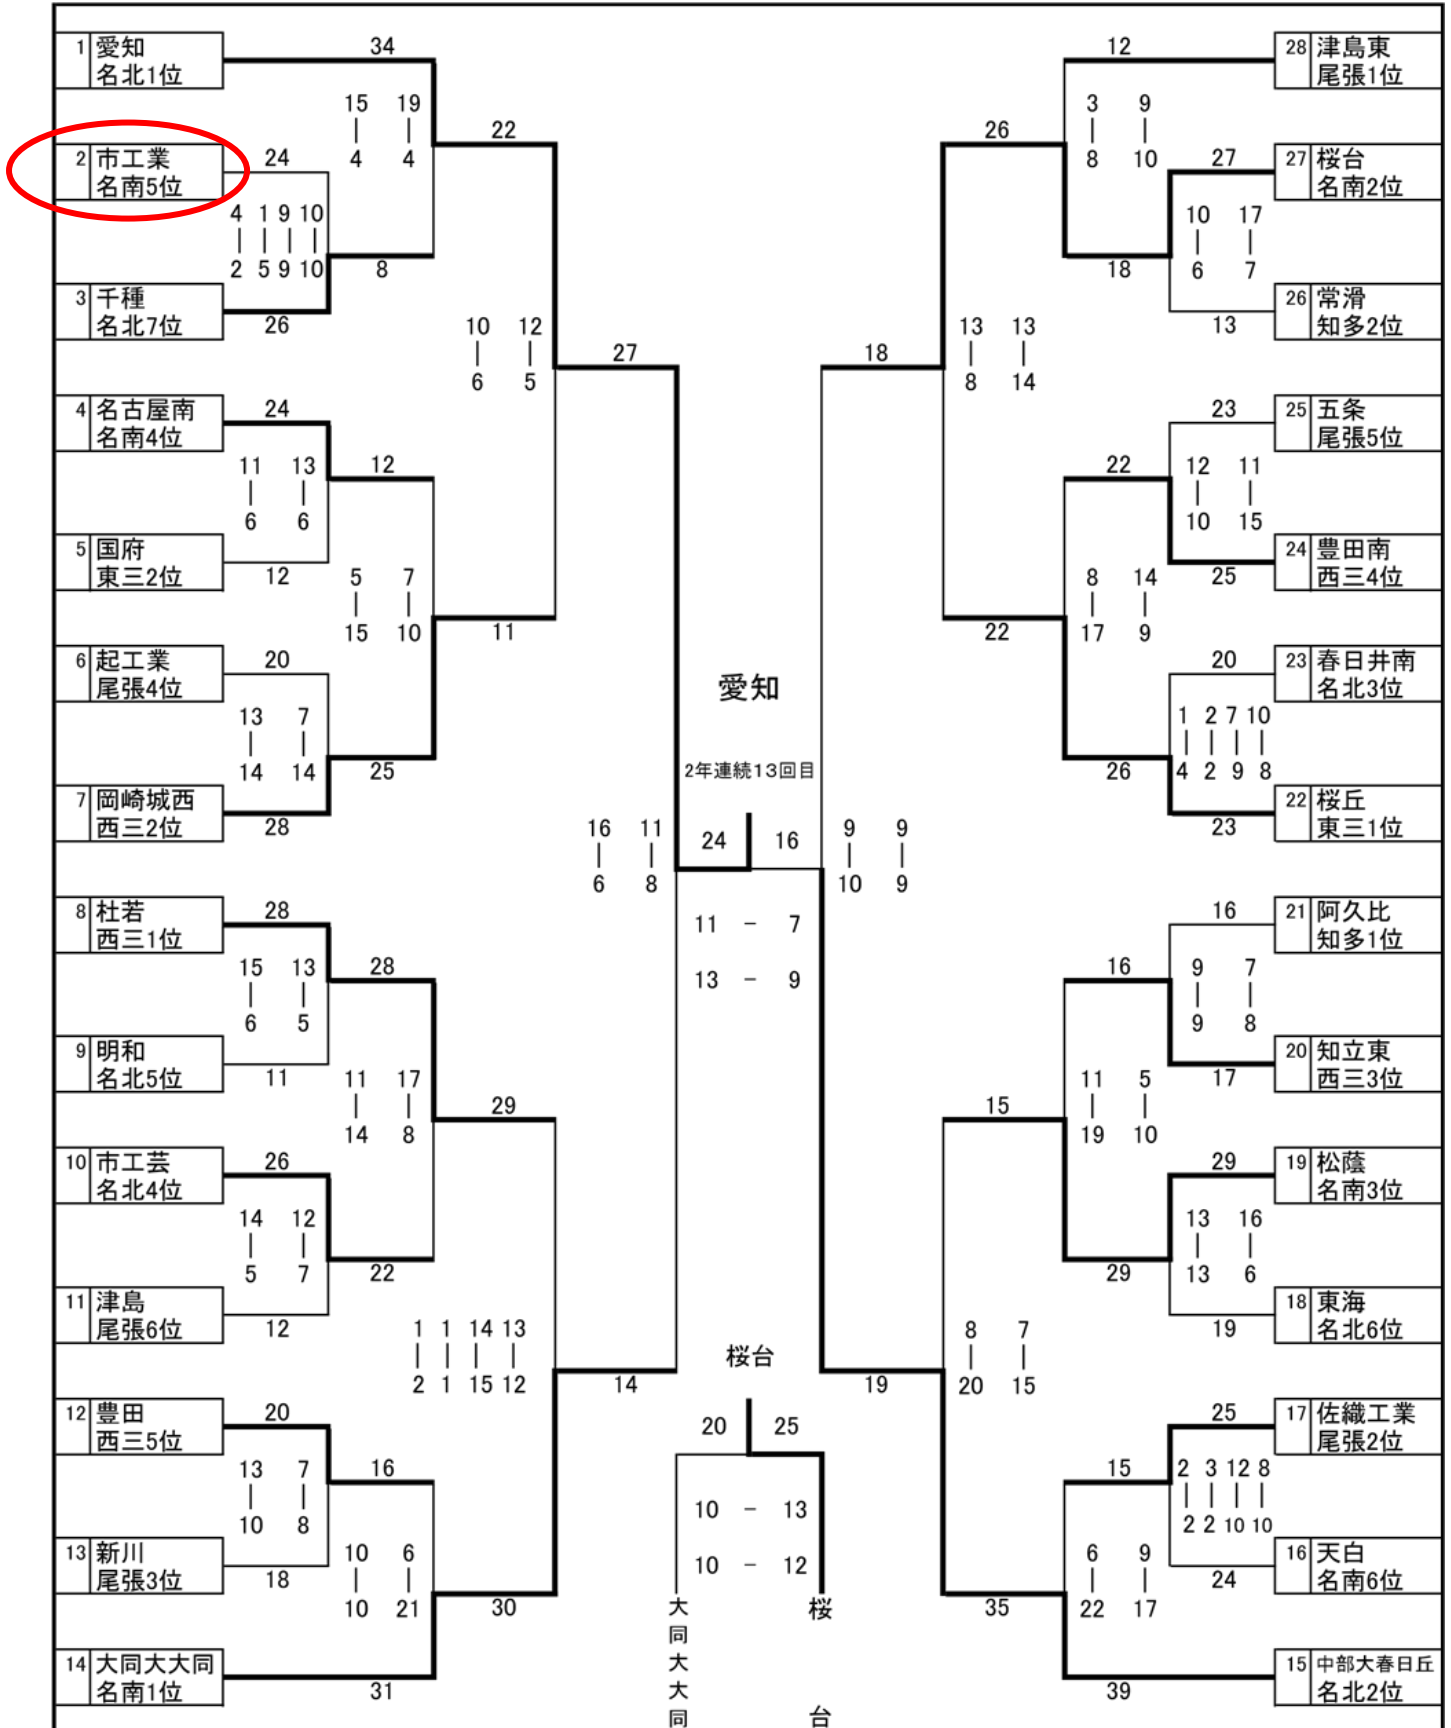 1 愛知
名北1位
34
15 19
4 4
22
2 市工業
名南5位
24
4 1 9 10
2 5 9 10
8
3 千種
名北7位
26
10 12
6 5
27
4 名古屋南
名南4位
24
11 13
6 6
12
5 国府
東三2位
12
5 7
15 10
11
6 起工業
尾張4位
20
13 7
14 14
25
7 岡崎城西
西三2位
28
16 11
6 8
8 杜若
西三1位
28
15 13
6 5
28
9 明和
名北5位
11
11 17
14 8
29
10 市工芸
名北4位
26
14 12
5 7
22
11 津島
尾張6位
12
1 1 14 13
2 1 15 12
14
12 豊田
西三5位
20
13 7
10 8
16
13 新川
尾張3位
18
10 6
10 21
30
14 大同大大同
名南1位
31
愛知
2年連続13回目
24 16
11 - 7
13 - 9
桜台
20 25
10 - 13
10 - 12
大同大大同
桜台
12
28 津島東
尾張1位
3 9
8 10
26
27
27 桜台
名南2位
10 17
6 7
18
26 常滑
知多2位
13
13 13
8 14
18
23
25 五条
尾張5位
12 11
10 15
22
24 豊田南
西三4位
25
8 14
17 9
22
20
23 春日井南
名北3位
1 2 7 10
4 2 9 8
26
22 桜丘
東三1位
23
9 9
10 9
16
21 阿久比
知多1位
9 7
9 8
16
20 知立東
西三3位
17
11 5
19 10
15
29
19 松蔭
名南3位
13 16
13 6
29
18 東海
名北6位
19
8 7
20 15
19
25
17 佐織工業
尾張2位
2 3 12 8
2 2 10 10
15
16 天白
名南6位
24
6 9
22 17
35
15 中部大春日丘
名北2位
39